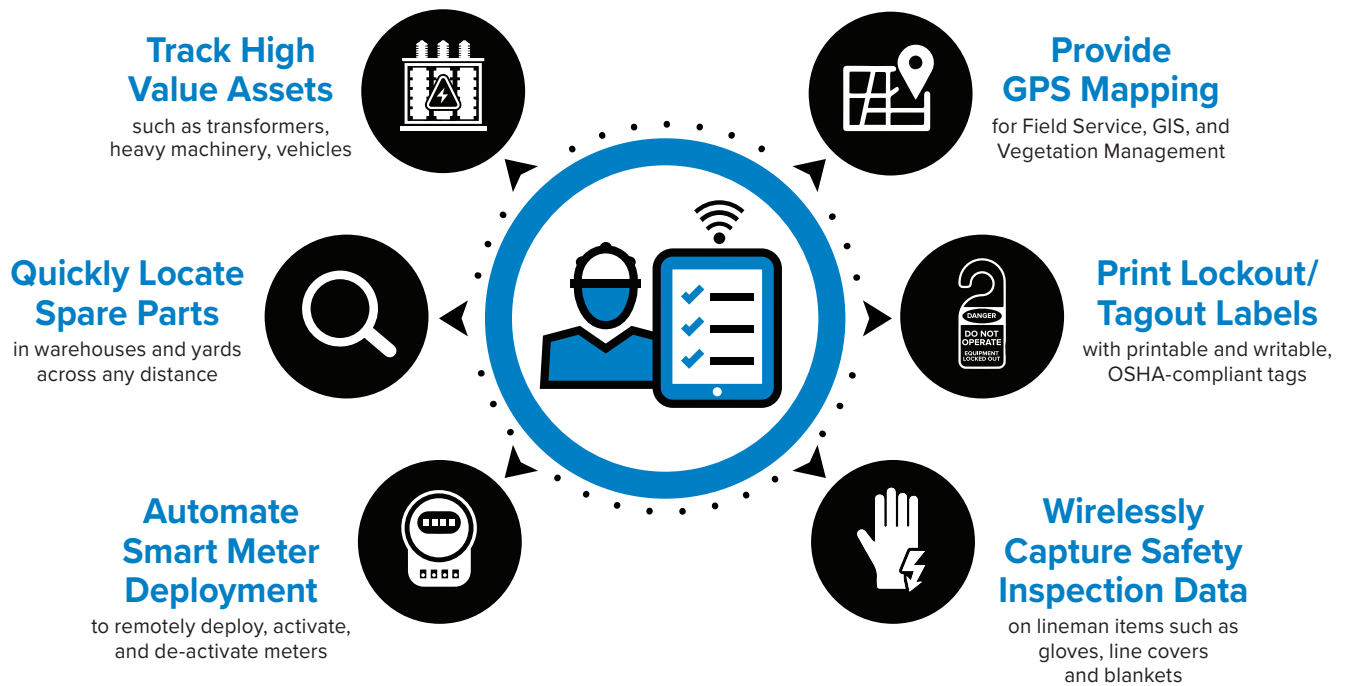 Track High
Value Assets
such as transformers,
heavy machinery, vehicles
Provide
GPS Mapping
for Field Service, GIS, and
Vegetation Management
Quickly Locate
Spare Parts
in warehouses and yards
across any distance
DANGER
DO NOT
OPERATE
EQUIPMENT
LOCKED OUT
Print Lockout/
Tagout Labels
with printable and writable,
OSHA-compliant tags
Automate
Smart Meter
Deployment
to remotely deploy, activate,
and de-activate meters
Wirelessly
Capture Safety
Inspection Data
on lineman items such as
gloves, line covers
and blankets